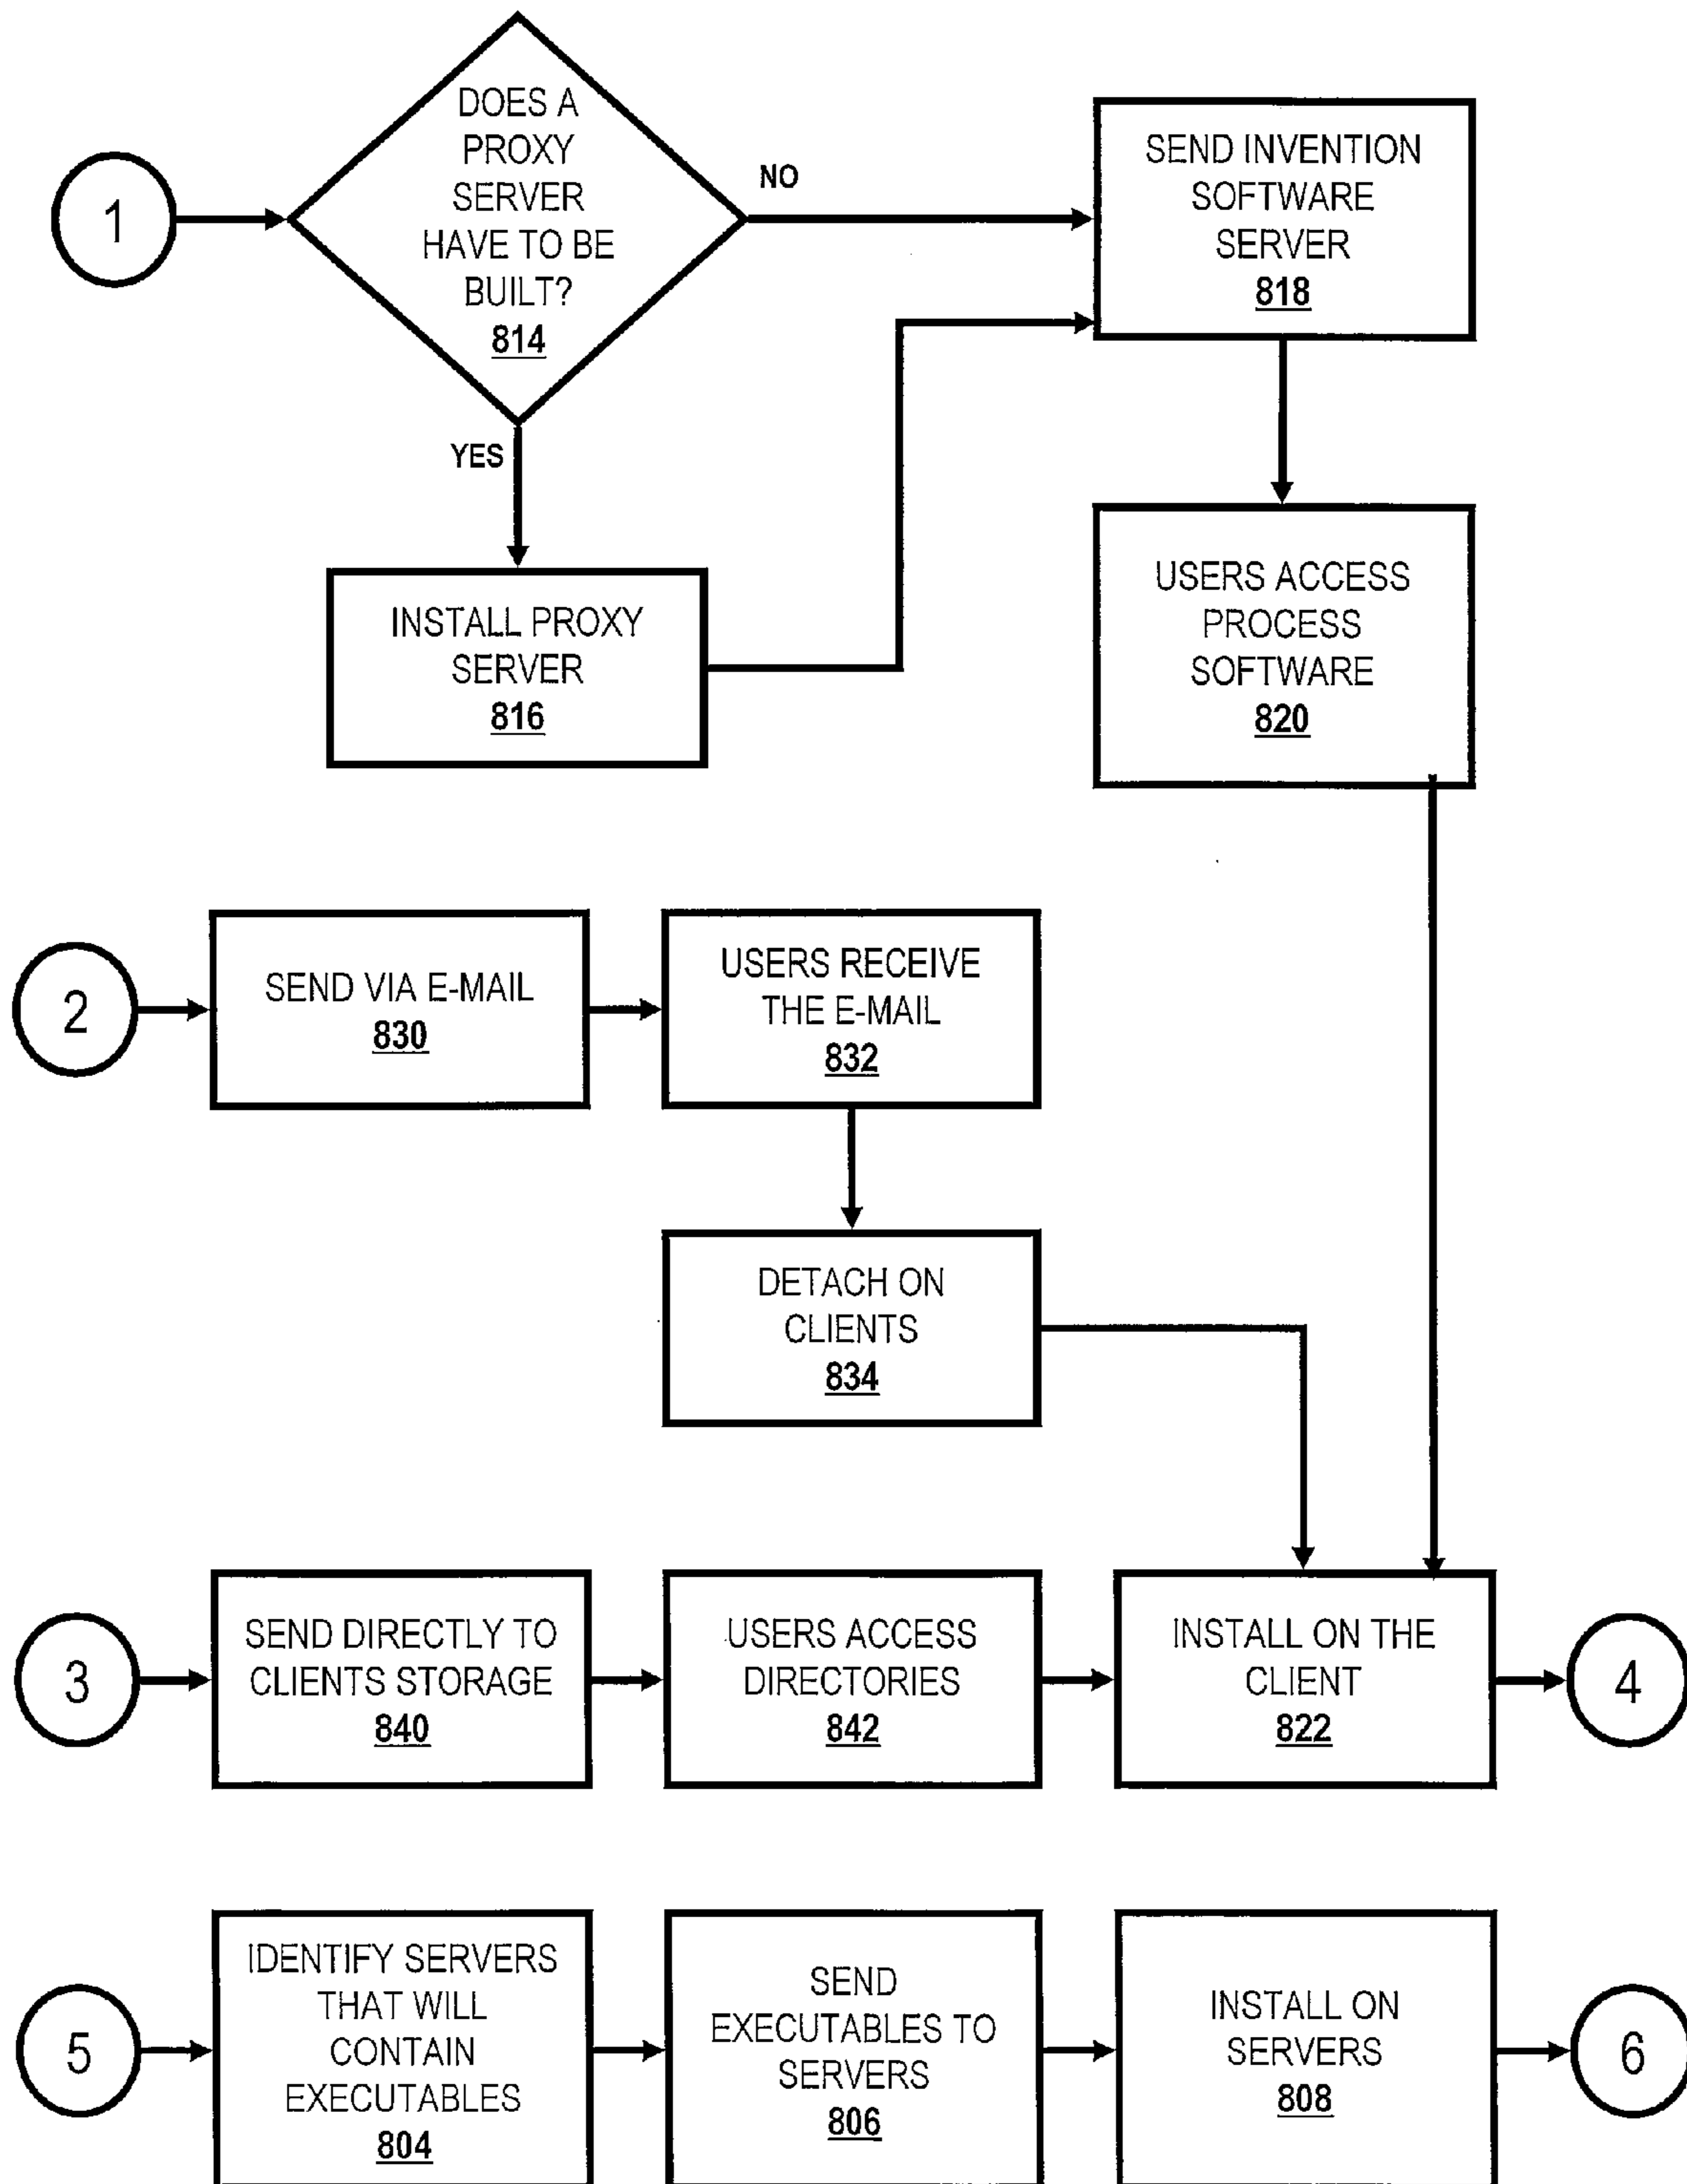 1
DOES A
PROXY
SERVER
HAVE TO BE
BUILT?
814
NO
YES
SEND INVENTION
SOFTWARE
SERVER
818
INSTALL PROXY
SERVER
816
USERS ACCESS
PROCESS
SOFTWARE
820
2
SEND VIA E-MAIL
830
USERS RECEIVE
THE E-MAIL
832
DETACH ON
CLIENTS
834
3
SEND DIRECTLY TO
CLIENTS STORAGE
840
USERS ACCESS
DIRECTORIES
842
INSTALL ON THE
CLIENT
822
4
5
IDENTIFY SERVERS
THAT WILL
CONTAIN
EXECUTABLES
804
SEND
EXECUTABLES TO
SERVERS
806
INSTALL ON
SERVERS
808
6